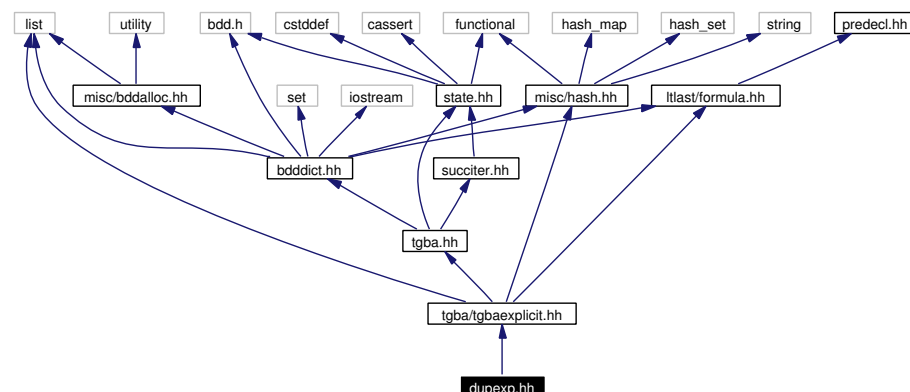 list utility bdd.h cstddef cassert functional hash_map hash_set string predecl.hh
misc/bddalloc.hh set iostream state.hh misc/hash.hh ltlast/formula.hh
bdddict.hh succiter.hh
tgba.hh
tgba/tgbaexplicit.hh
dupexp.hh